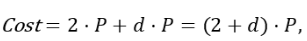 Cost = 2 · P + d · P = (2 + d) · P,